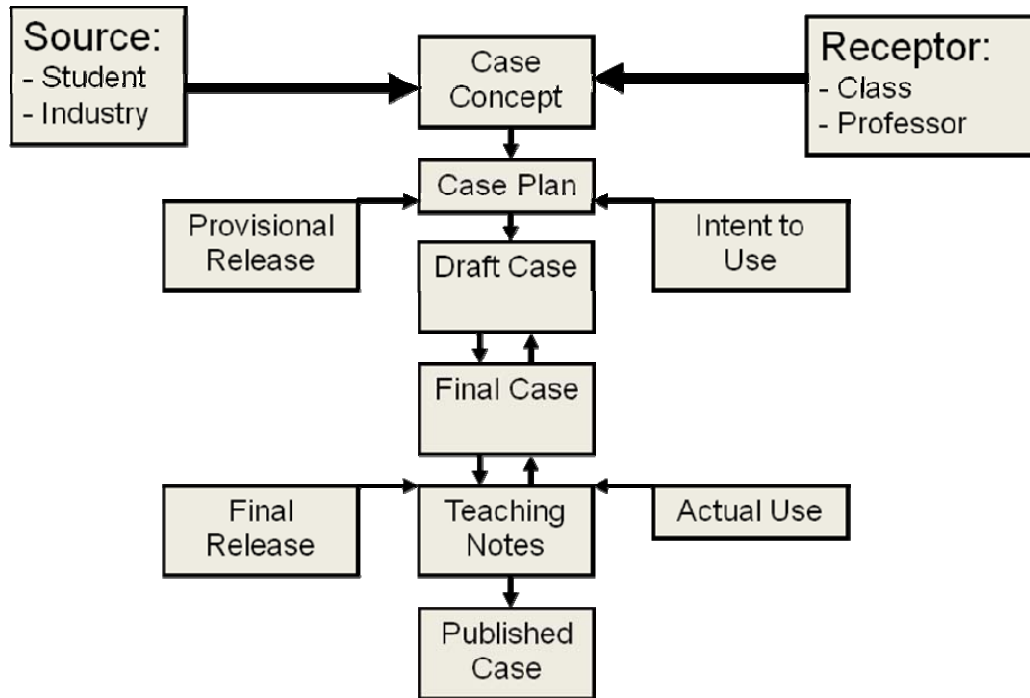 Source:
- Student
- Industry
Case
Concept
Receptor:
- Class
- Professor
Case Plan
Provisional
Release
Intent to
Use
Draft Case
Final Case
Final
Release
Teaching
Notes
Actual Use
Published
Case